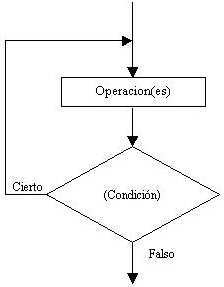 Operacion(es)
Cierto
(Condición)
Falso